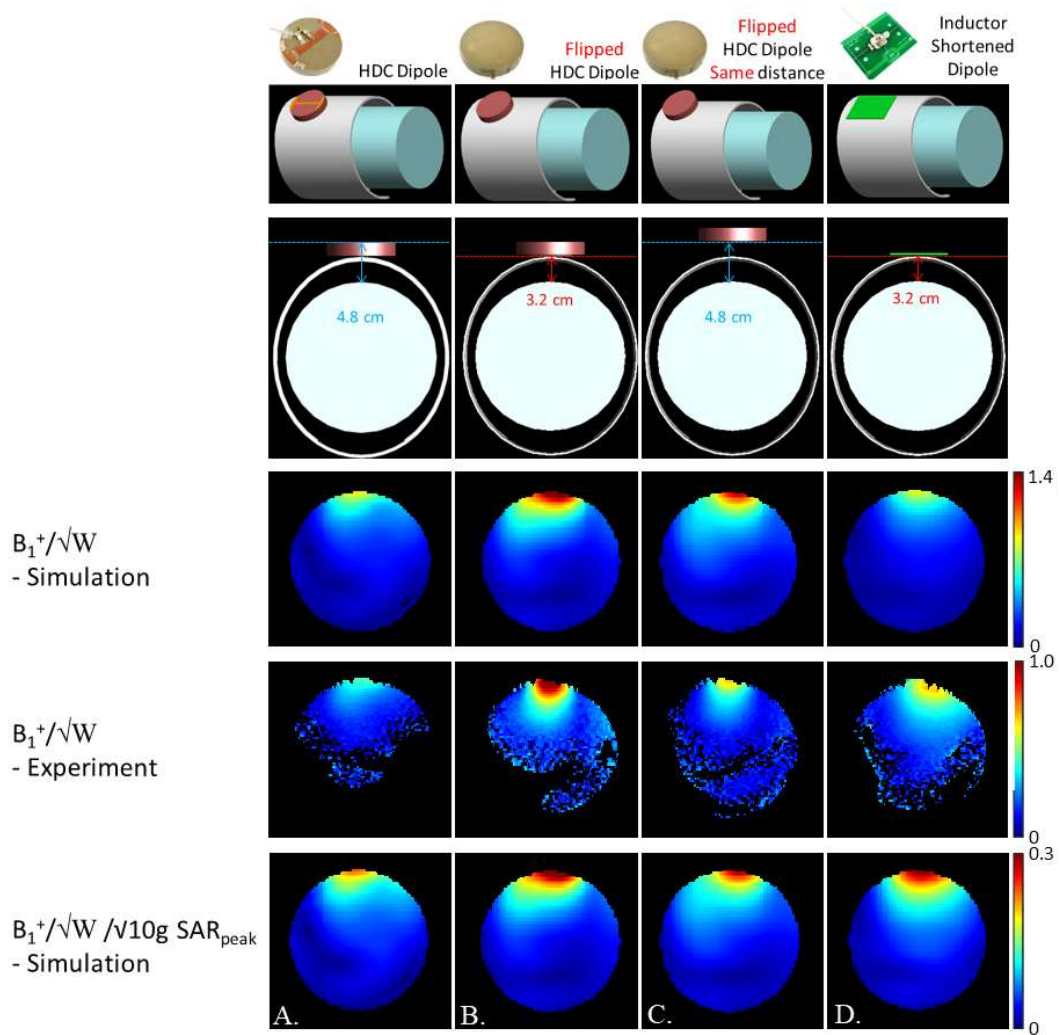 HDC Dipole
Flipped
HDC Dipole
Flipped
HDC Dipole
Same distance
Inductor
Shortened
Dipole
4.8 cm
3.2 cm
4.8 cm
3.2 cm
B₁⁺/√W
- Simulation
1.4
0
B₁⁺/√W
- Experiment
1.0
0
B₁⁺/√W /√10g SARpeak
- Simulation
0.3
0
A.
B.
C.
D.